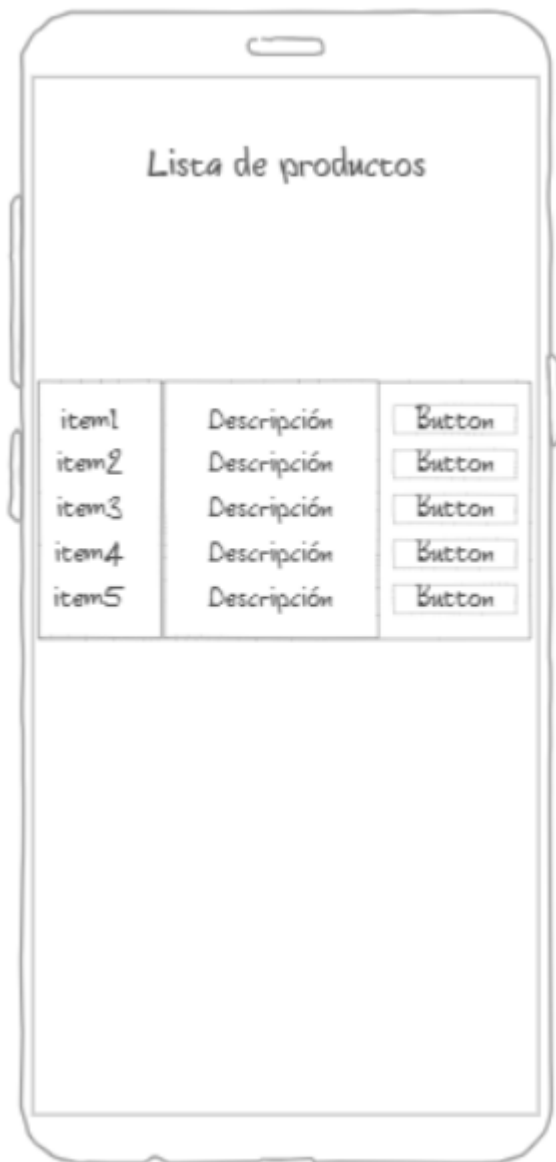 Lista de productos
item1 Descripción Button
item2 Descripción Button
item3 Descripción Button
item4 Descripción Button
item5 Descripción Button